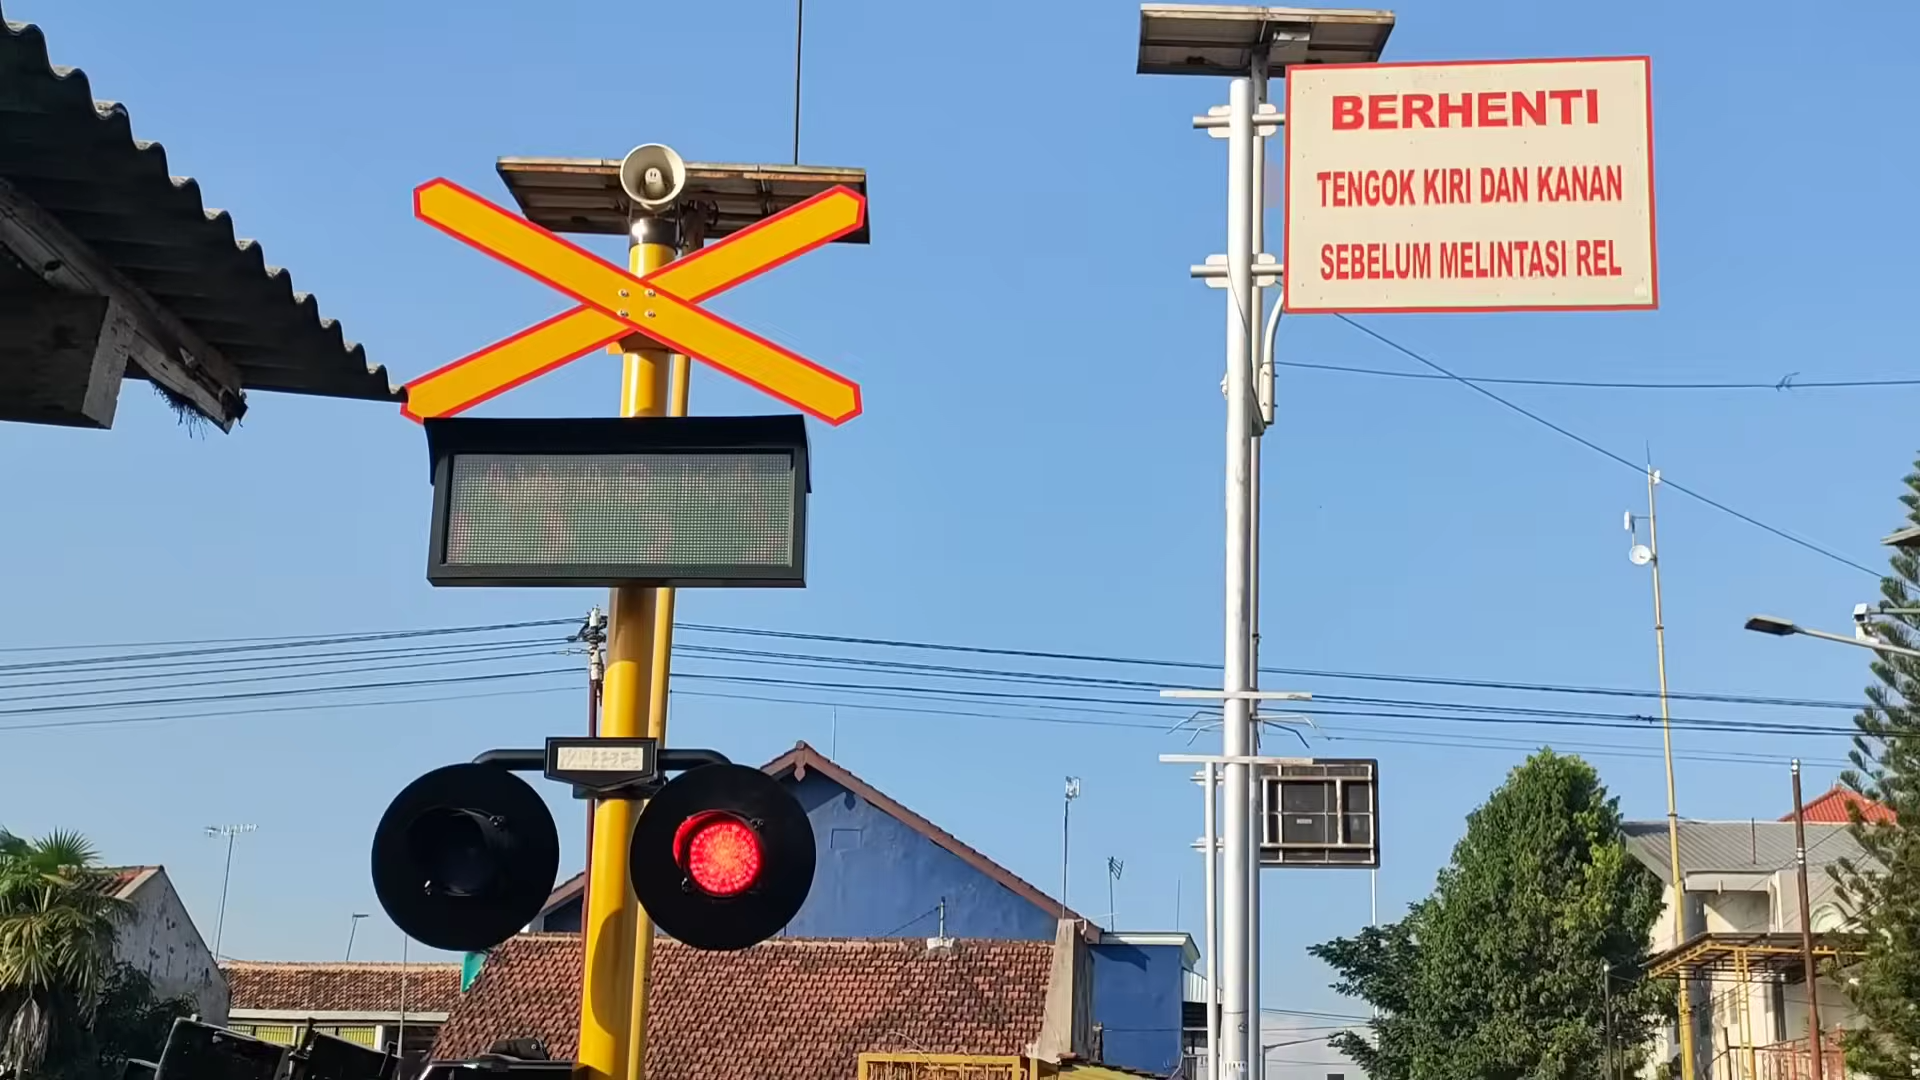 BERHENTI
TENGOK KIRI DAN KANAN
SEBELUM MELINTASI REL